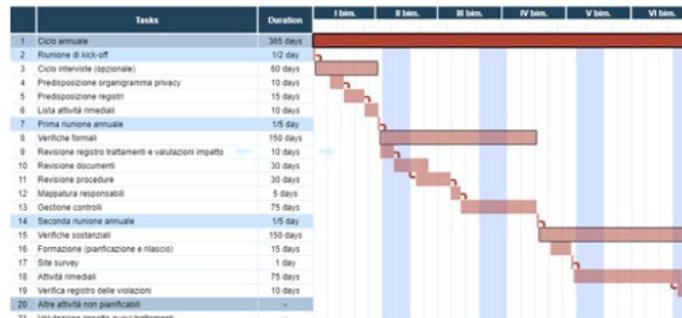 Tasks Duration I bim. II bim. III bim. IV bim. V bim. VI bim.
1 Ciclo annuale 365 days
2 Riunione di kick-off 1/2 day
3 Ciclo interviste (opzionale) 60 days
4 Predisposizione organigramma privacy 10 days
5 Predisposizione registri 15 days
6 Lista attività rimediali 10 days
7 Prima riunione annuale 1/5 day
8 Verifiche formali 150 days
9 Revisione registro trattamenti e valutazioni impatto 10 days
10 Revisione documenti 30 days
11 Revisione procedure 30 days
12 Mappatura responsabili 5 days
13 Gestione controlli 75 days
14 Seconda riunione annuale 1/5 day
15 Verifiche sostanziali 150 days
16 Formazione (pianificazione e rilascio) 15 days
17 Site survey 1 day
18 Attività rimediali 75 days
19 Verifica registro delle violazioni 10 days
20 Altre attività non pianificabili -
21 Valutazione impatto nuovi trattamenti -